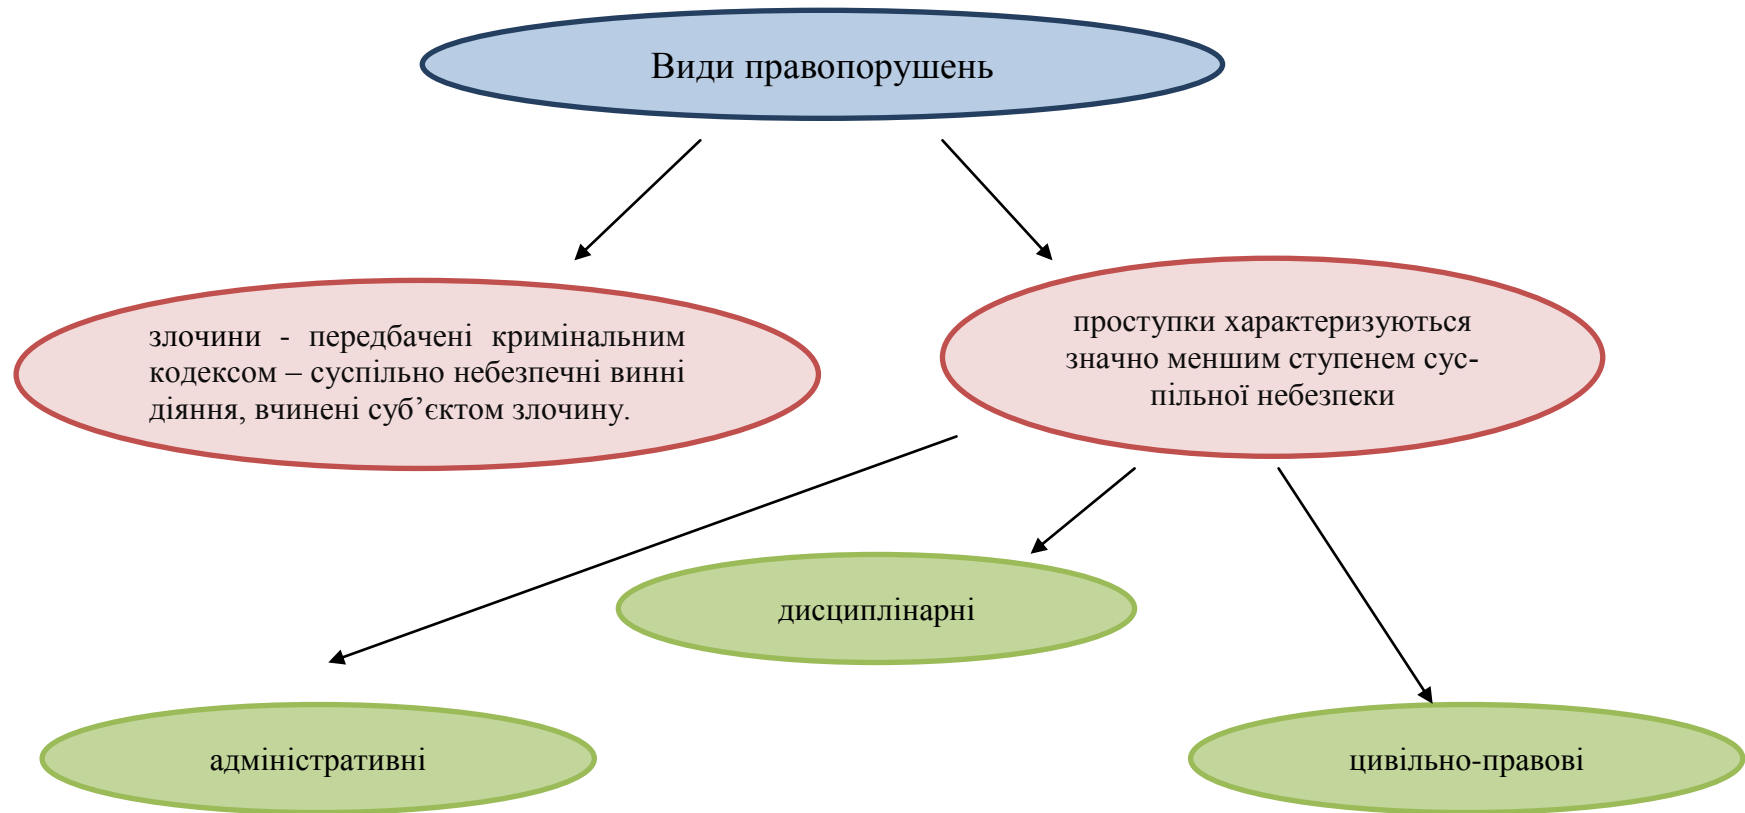 Види правопорушень
злочини - передбачені кримінальним
кодексом – суспільно небезпечні винні
діяння, вчинені суб’єктом злочину.
проступки характеризуються
значно меншим ступенем сус-
пільної небезпеки
дисциплінарні
адміністративні
цивільно-правові